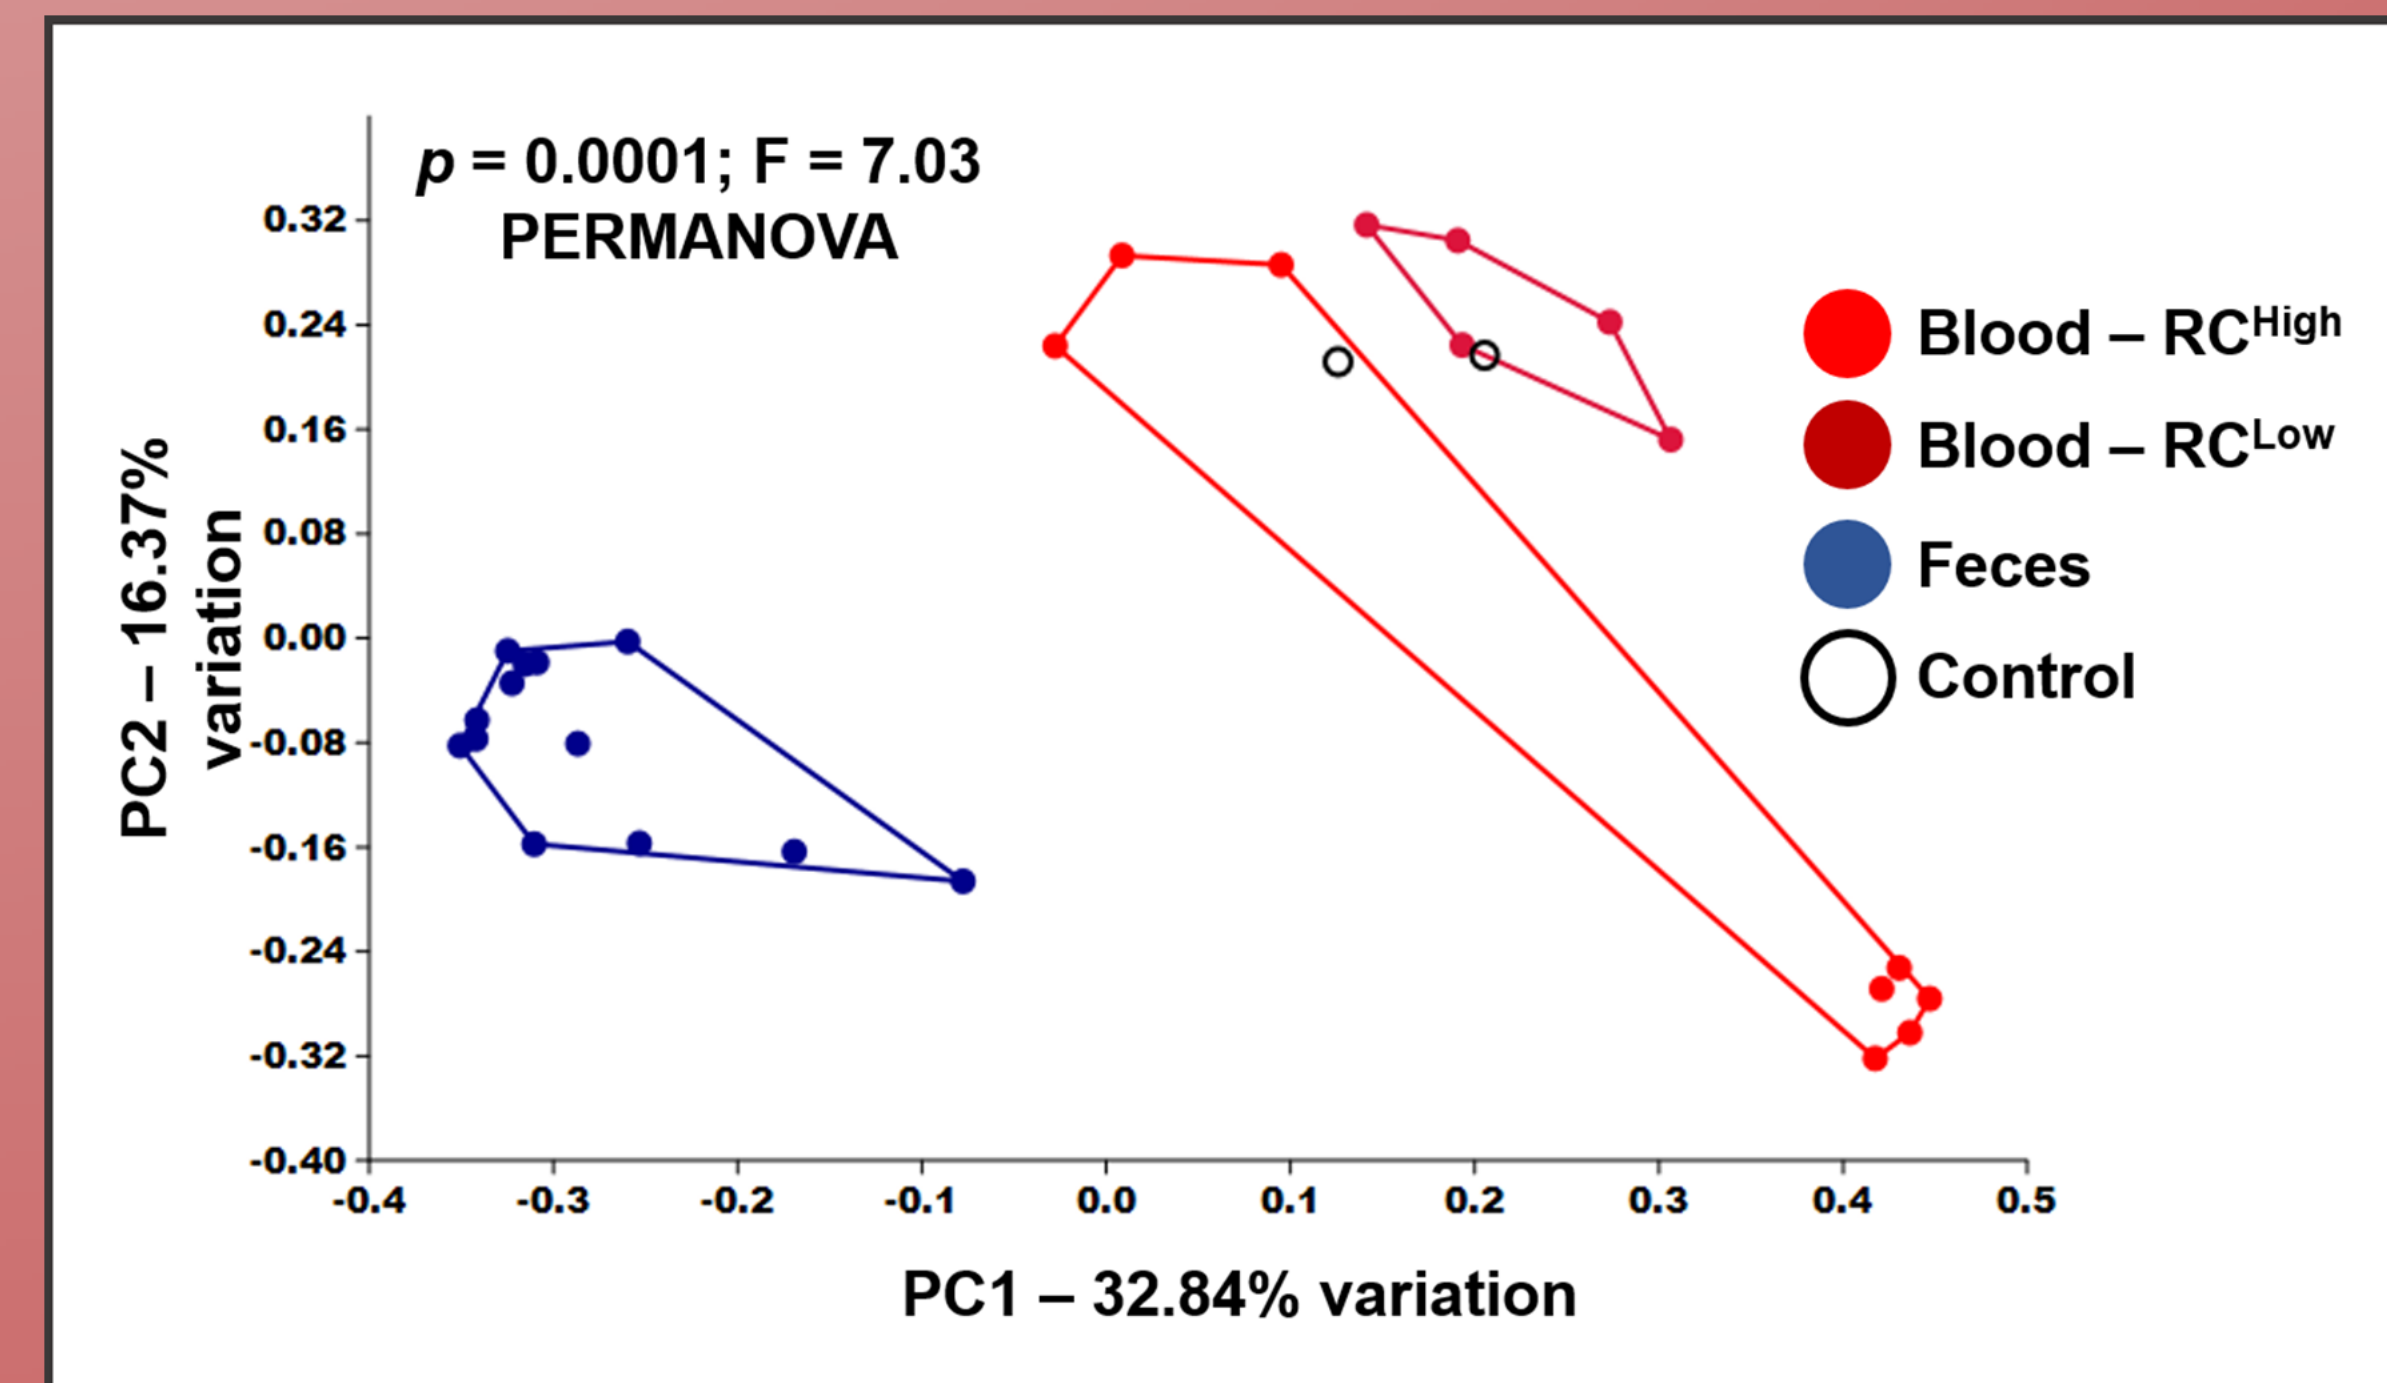 p = 0.0001; F = 7.03
PERMANOVA
PC2 – 16.37%
variation
0.32
0.24
0.16
0.08
0.00
-0.08
-0.16
-0.24
-0.32
-0.40
-0.4 -0.3 -0.2 -0.1 0.0 0.1 0.2 0.3 0.4 0.5
PC1 – 32.84% variation
Blood – RCHigh
Blood – RCLow
Feces
Control